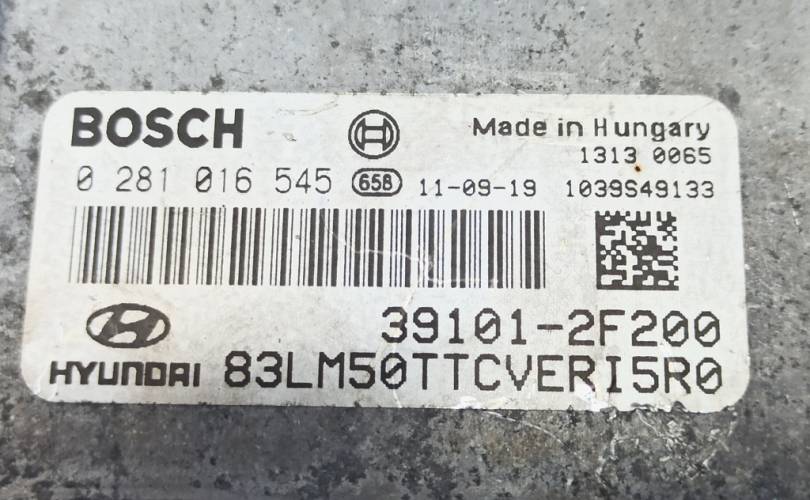 BOSCH
Made in Hungary
1313 0065
0 281 016 545 658 11-09-19 1039S49133
39101-2F200
HYUNDAI 83LM50TTCVERI5R0